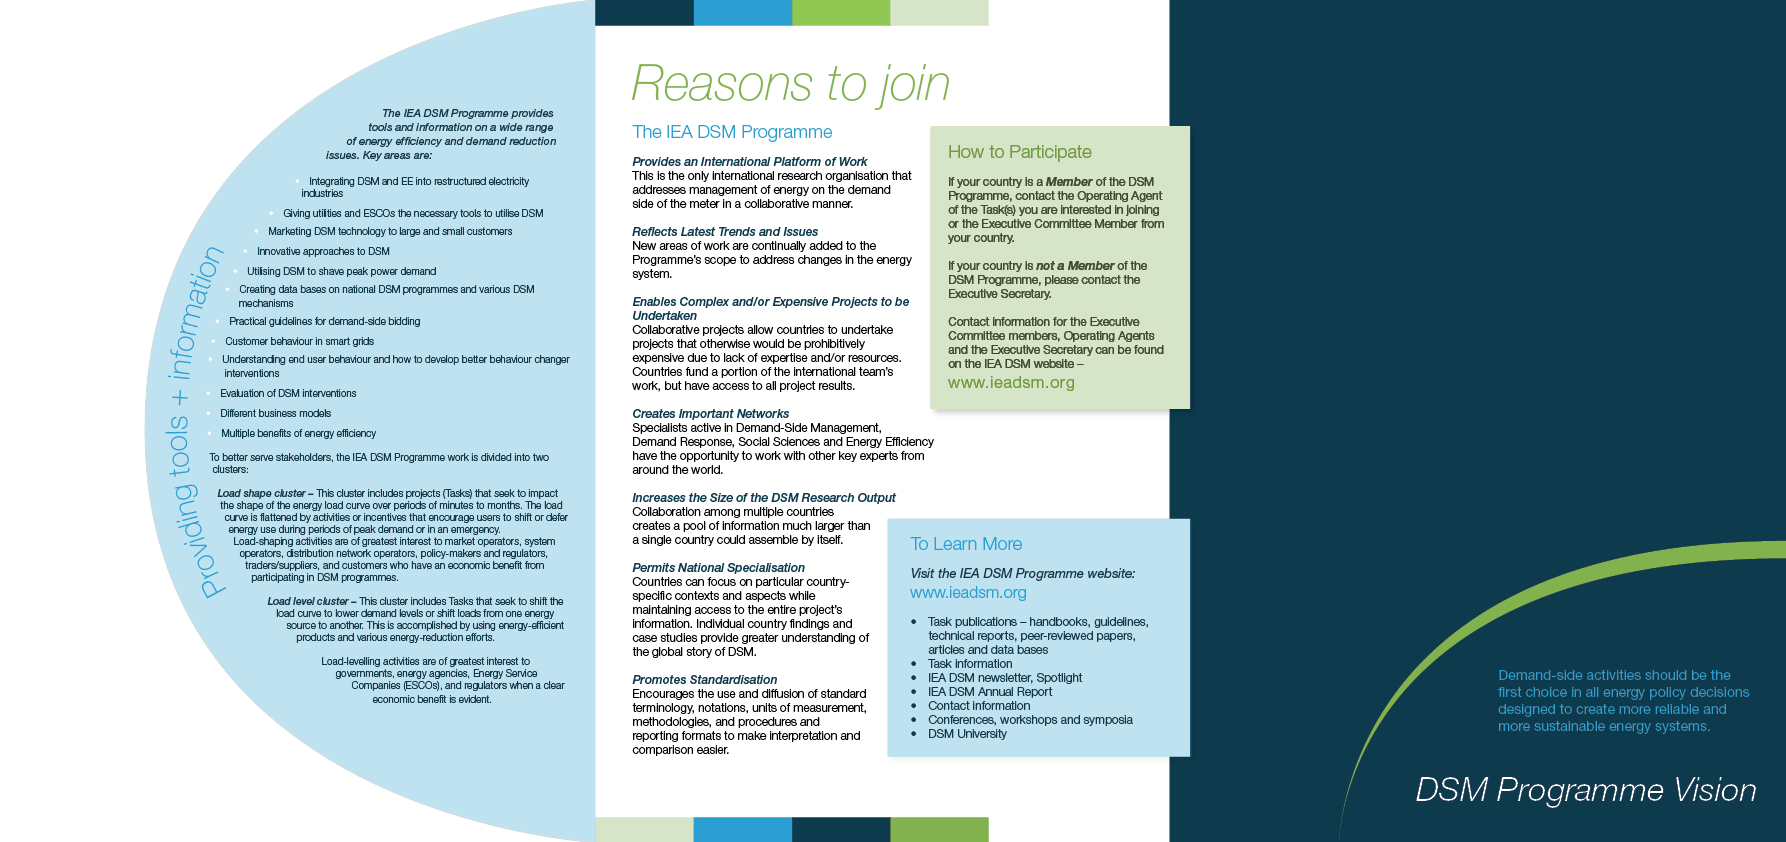 Providing tools + information
The IEA DSM Programme provides
tools and information on a wide range
of energy efficiency and demand reduction
issues. Key areas are:
• Integrating DSM and EE into restructured electricity
industries
• Giving utilities and ESCOs the necessary tools to utilise DSM
• Marketing DSM technology to large and small customers
• Innovative approaches to DSM
• Utilising DSM to shave peak power demand
• Creating data bases on national DSM programmes and various DSM
mechanisms
• Practical guidelines for demand-side bidding
• Customer behaviour in smart grids
• Understanding end user behaviour and how to develop better behaviour changer
interventions
• Evaluation of DSM interventions
• Different business models
• Multiple benefits of energy efficiency
To better serve stakeholders, the IEA DSM Programme work is divided into two
clusters:
Load shape cluster – This cluster includes projects (Tasks) that seek to impact
the shape of the energy load curve over periods of minutes to months. The load
curve is flattened by activities or incentives that encourage users to shift or defer
energy use during periods of peak demand or in an emergency.
Load-shaping activities are of greatest interest to market operators, system
operators, distribution network operators, policy-makers and regulators,
traders/suppliers, and customers who have an economic benefit from
participating in DSM programmes.
Load level cluster – This cluster includes Tasks that seek to shift the
load curve to lower demand levels or shift loads from one energy
source to another. This is accomplished by using energy-efficient
products and various energy-reduction efforts.
Load-levelling activities are of greatest interest to
governments, energy agencies, Energy Service
Companies (ESCOs), and regulators when a clear
economic benefit is evident.
Reasons to join
The IEA DSM Programme
Provides an International Platform of Work
This is the only international research organisation that
addresses management of energy on the demand
side of the meter in a collaborative manner.
Reflects Latest Trends and Issues
New areas of work are continually added to the
Programme's scope to address changes in the energy
system.
Enables Complex and/or Expensive Projects to be
Undertaken
Collaborative projects allow countries to undertake
projects that otherwise would be prohibitively
expensive due to lack of expertise and/or resources.
Countries fund a portion of the international team's
work, but have access to all project results.
Creates Important Networks
Specialists active in Demand-Side Management,
Demand Response, Social Sciences and Energy Efficiency
have the opportunity to work with other key experts from
around the world.
Increases the Size of the DSM Research Output
Collaboration among multiple countries
creates a pool of information much larger than
a single country could assemble by itself.
Permits National Specialisation
Countries can focus on particular country-
specific contexts and aspects while
maintaining access to the entire project's
information. Individual country findings and
case studies provide greater understanding of
the global story of DSM.
Promotes Standardisation
Encourages the use and diffusion of standard
terminology, notations, units of measurement,
methodologies, and procedures and
reporting formats to make interpretation and
comparison easier.
How to Participate
If your country is a Member of the DSM
Programme, contact the Operating Agent
of the Task(s) you are interested in joining
or the Executive Committee Member from
your country.
If your country is not a Member of the
DSM Programme, please contact the
Executive Secretary.
Contact information for the Executive
Committee members, Operating Agents
and the Executive Secretary can be found
on the IEA DSM website –
www.ieadsm.org
To Learn More
Visit the IEA DSM Programme website:
www.ieadsm.org
• Task publications – handbooks, guidelines,
technical reports, peer-reviewed papers,
articles and data bases
• Task information
• IEA DSM newsletter, Spotlight
• IEA DSM Annual Report
• Contact information
• Conferences, workshops and symposia
• DSM University
Demand-side activities should be the
first choice in all energy policy decisions
designed to create more reliable and
more sustainable energy systems.
DSM Programme Vision